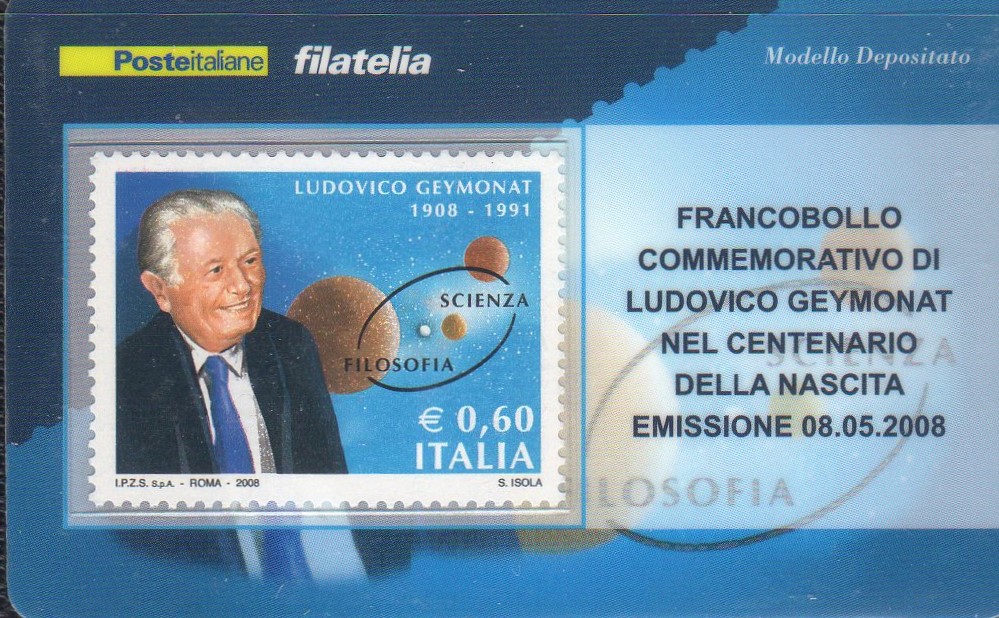 Posteitaliane filatelia
Modello Depositato
LUDOVICO GEYMONAT
1908 - 1991
SCIENZA
FILOSOFIA
€ 0,60
ITALIA
I.P.Z.S. S.p.A. - ROMA - 2008
S. ISOLA
FRANCOBOLLO
COMMEMORATIVO DI
LUDOVICO GEYMONAT
NEL CENTENARIO
DELLA NASCITA
EMISSIONE 08.05.2008
SCIENZA
ILOSOFIA